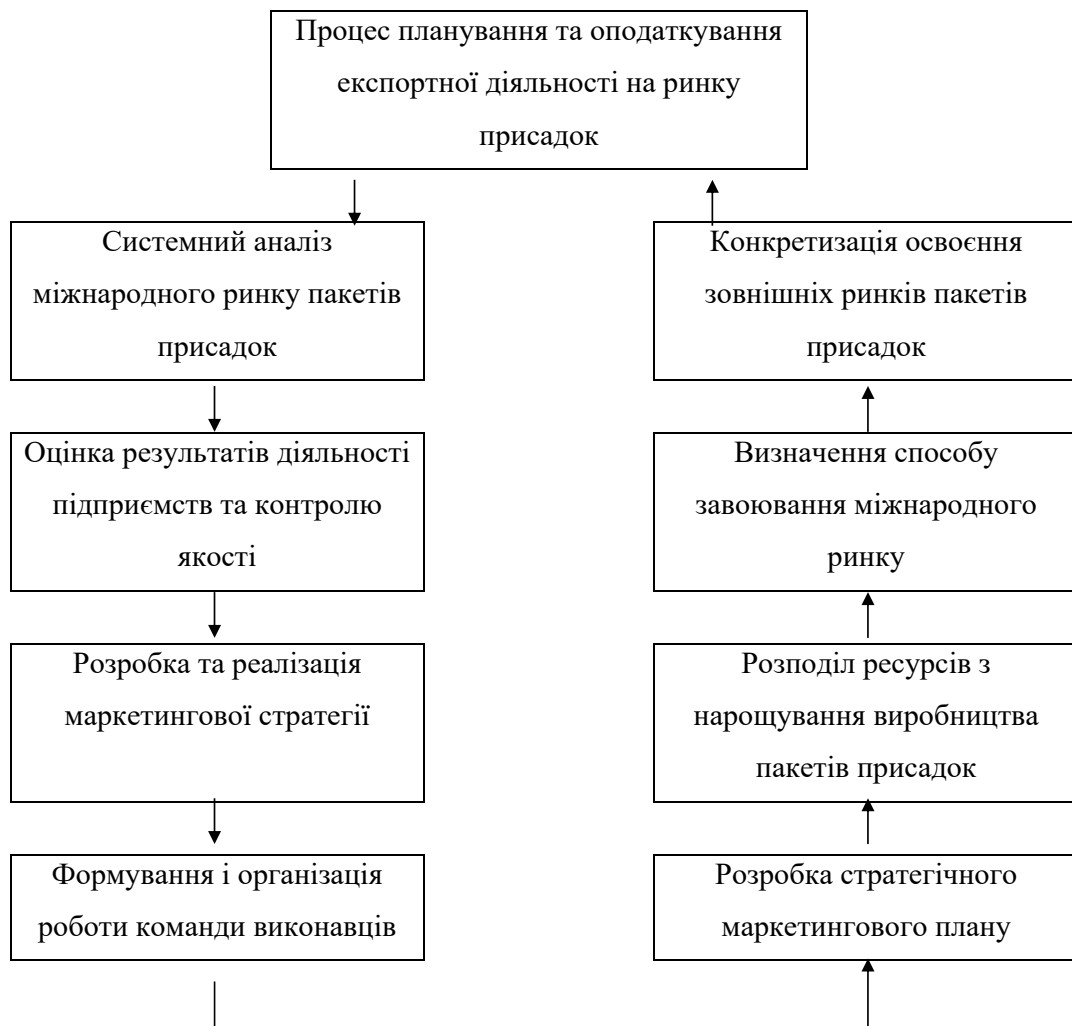 Процес планування та оподаткування
експортної діяльності на ринку
присадок
Системний аналіз
міжнародного ринку пакетів
присадок
Оцінка результатів діяльності
підприємств та контролю
якості
Розробка та реалізація
маркетингової стратегії
Формування і організація
роботи команди виконавців
Конкретизація освоєння
зовнішніх ринків пакетів
присадок
Визначення способу
завоювання міжнародного
ринку
Розподіл ресурсів з
нарощування виробництва
пакетів присадок
Розробка стратегічного
маркетингового плану